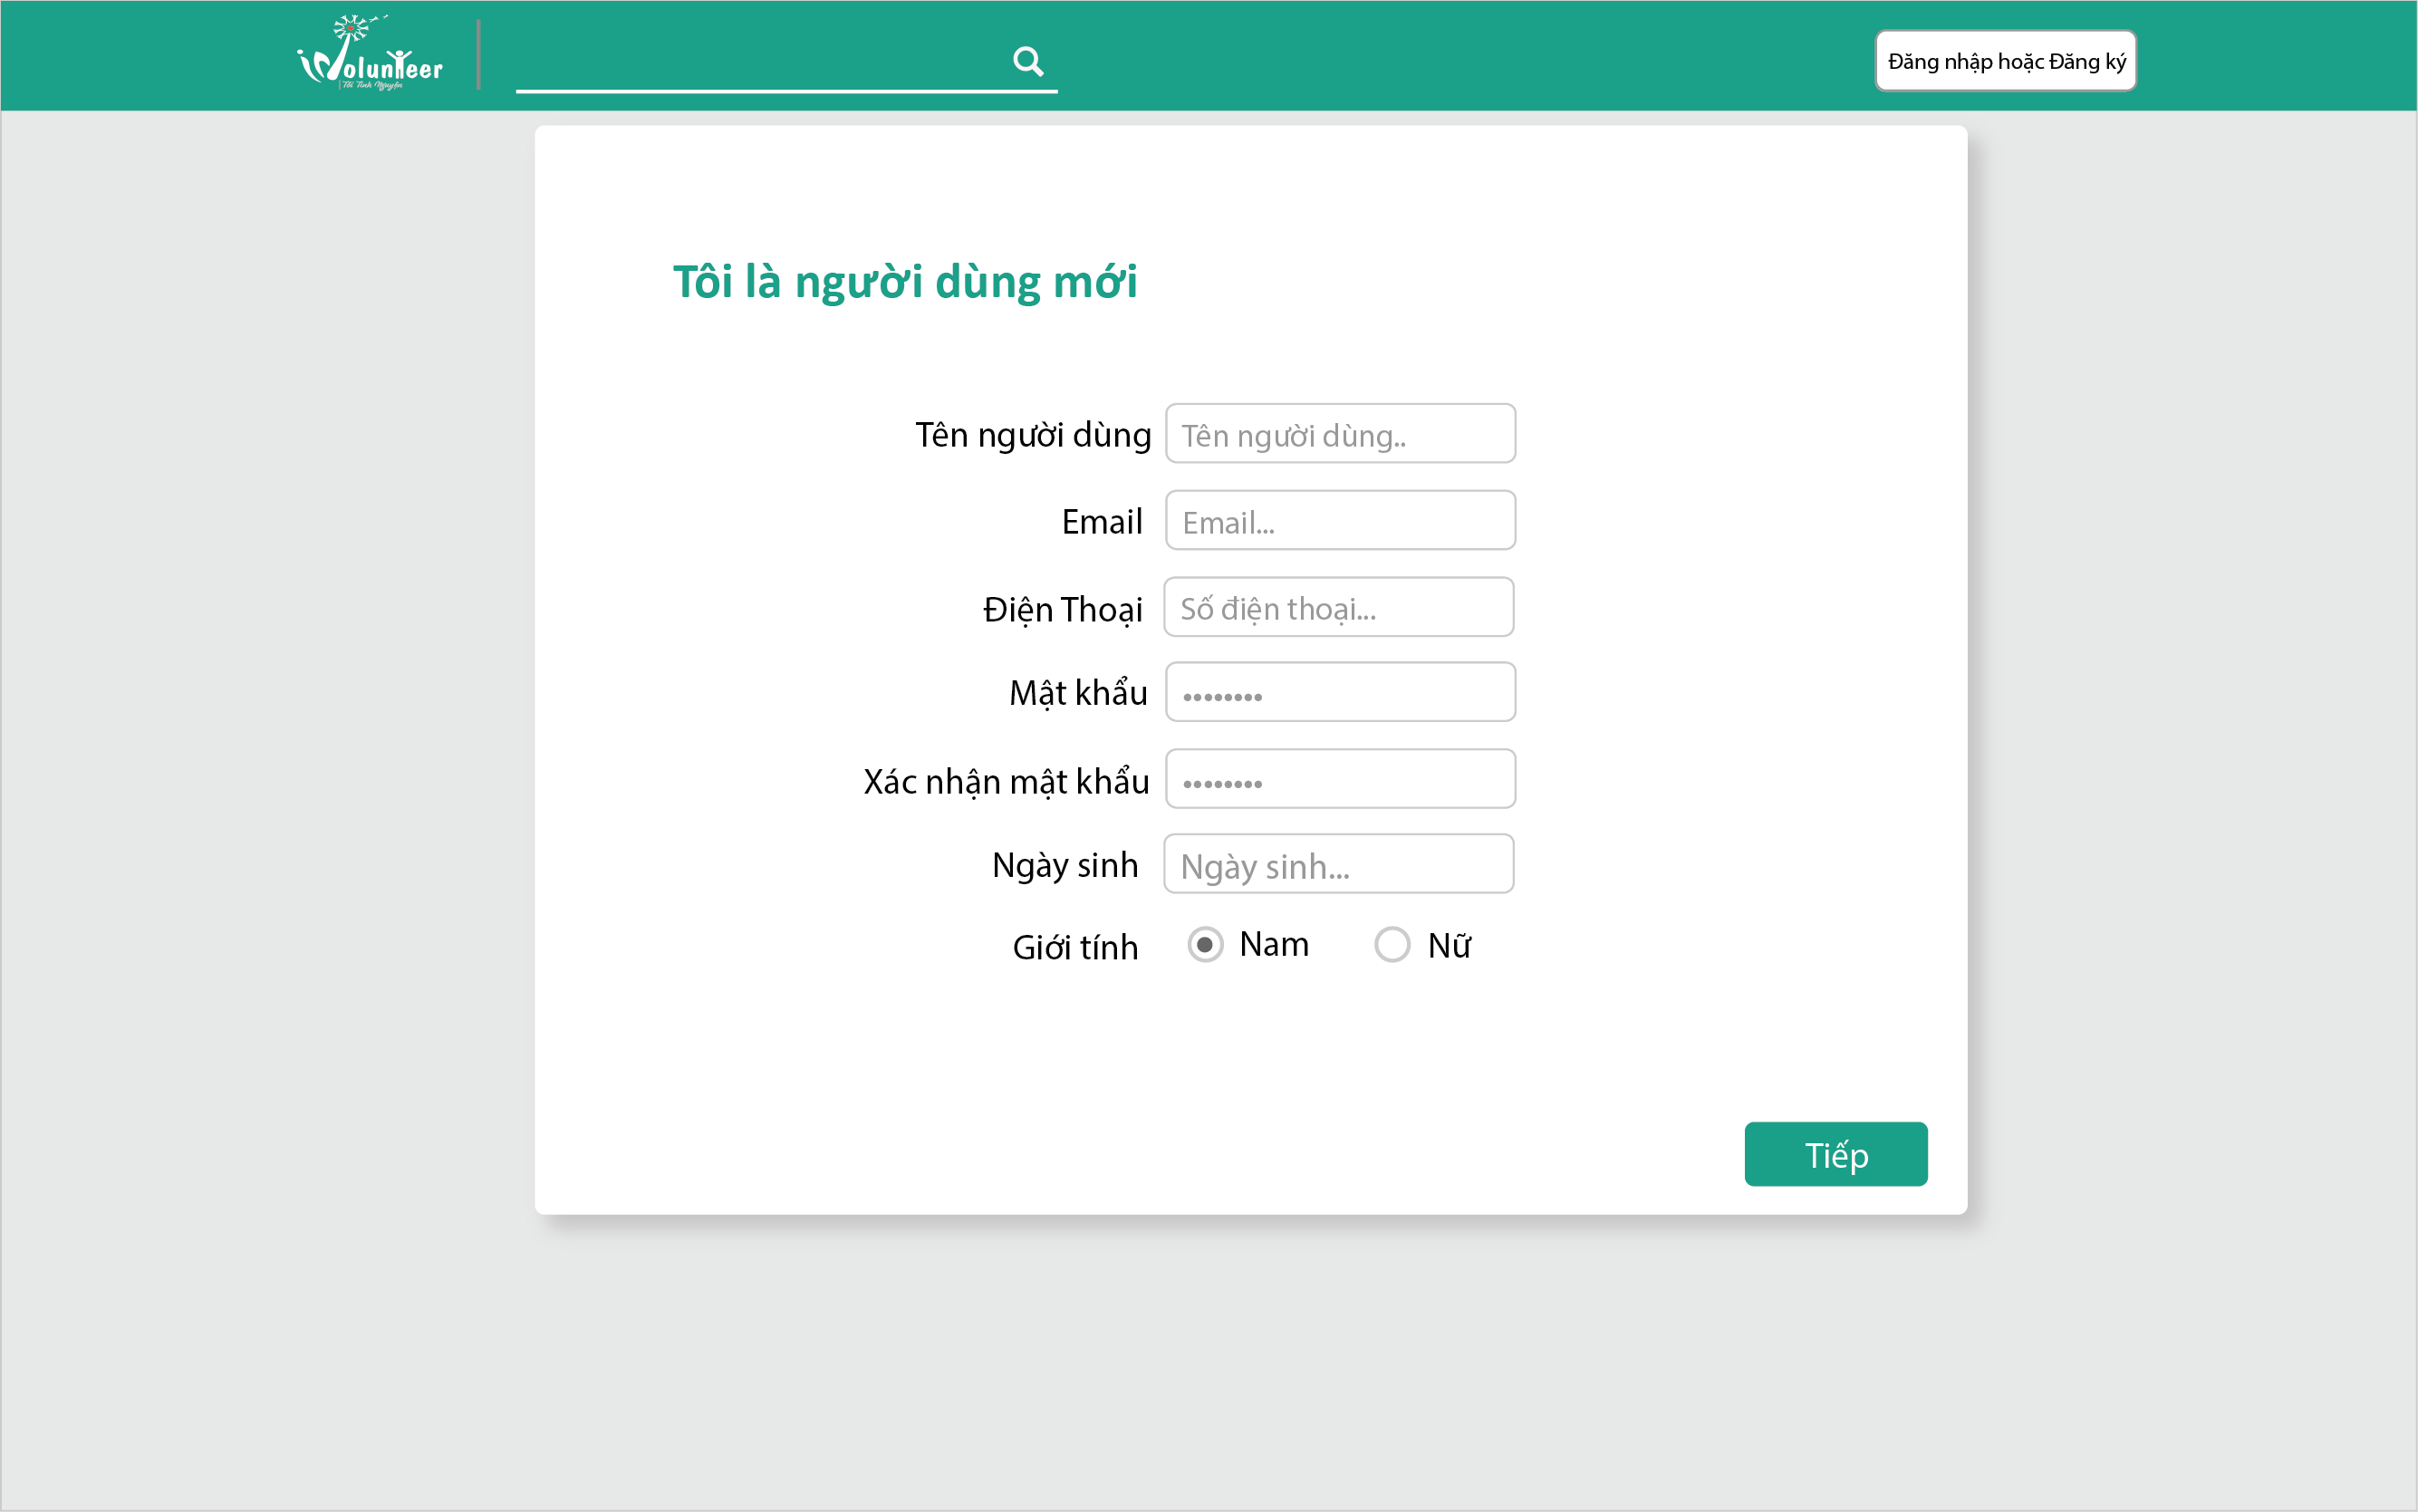 iVolunteer
Tôi Tình Nguyện
Đăng nhập hoặc Đăng ký
Tôi là người dùng mới
Tên người dùng
Tên người dùng..
Email
Email...
Điện Thoại
Số điện thoại...
Mật khẩu
••••••••
Xác nhận mật khẩu
••••••••
Ngày sinh
Ngày sinh...
Giới tính
Nam
Nữ
Tiếp